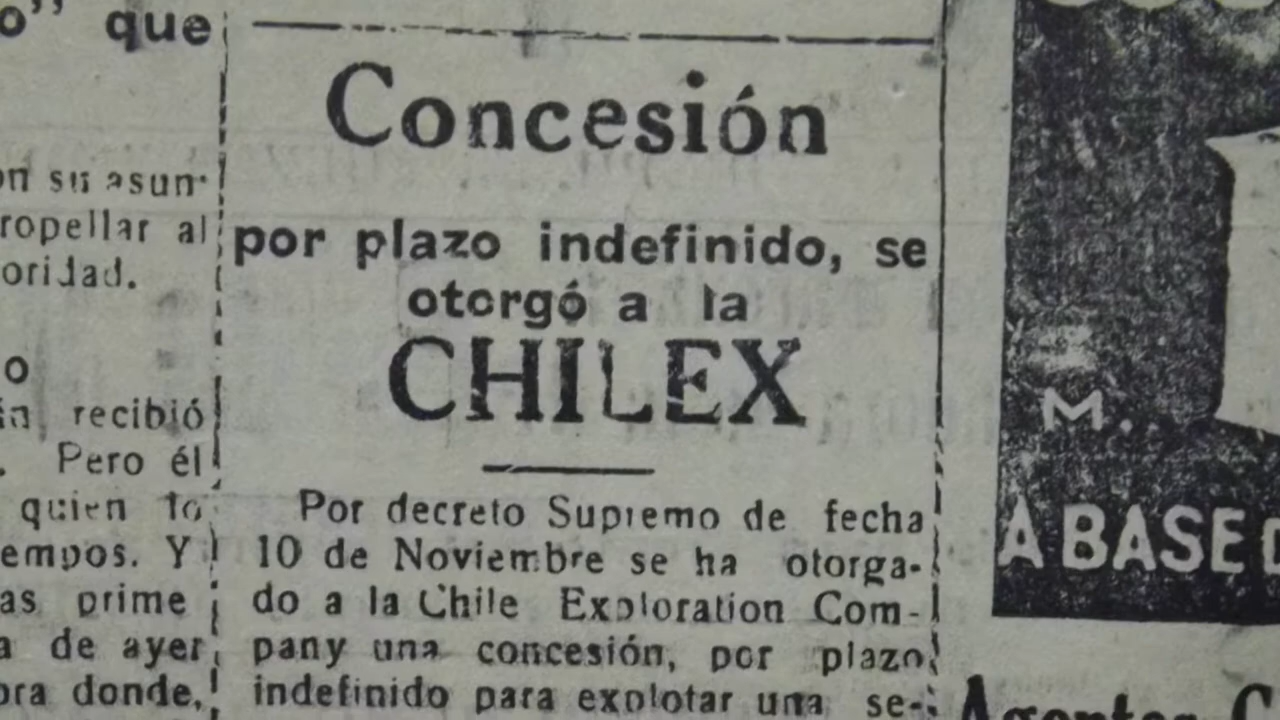 o” que
su asun-
ropellar al
oridad.
o
recibió
. Pero él
quien to
empos. Y
as prime
a de ayer
ora donde,
Concesión
por plazo indefinido, se
otorgó a la
CHILEX
Por decreto Supremo de fecha
10 de Noviembre se ha otorga-
do a la Chile Exploration Com-
pany una concesión, por plazo
indefinido para explotar una se-
M.
A BASE